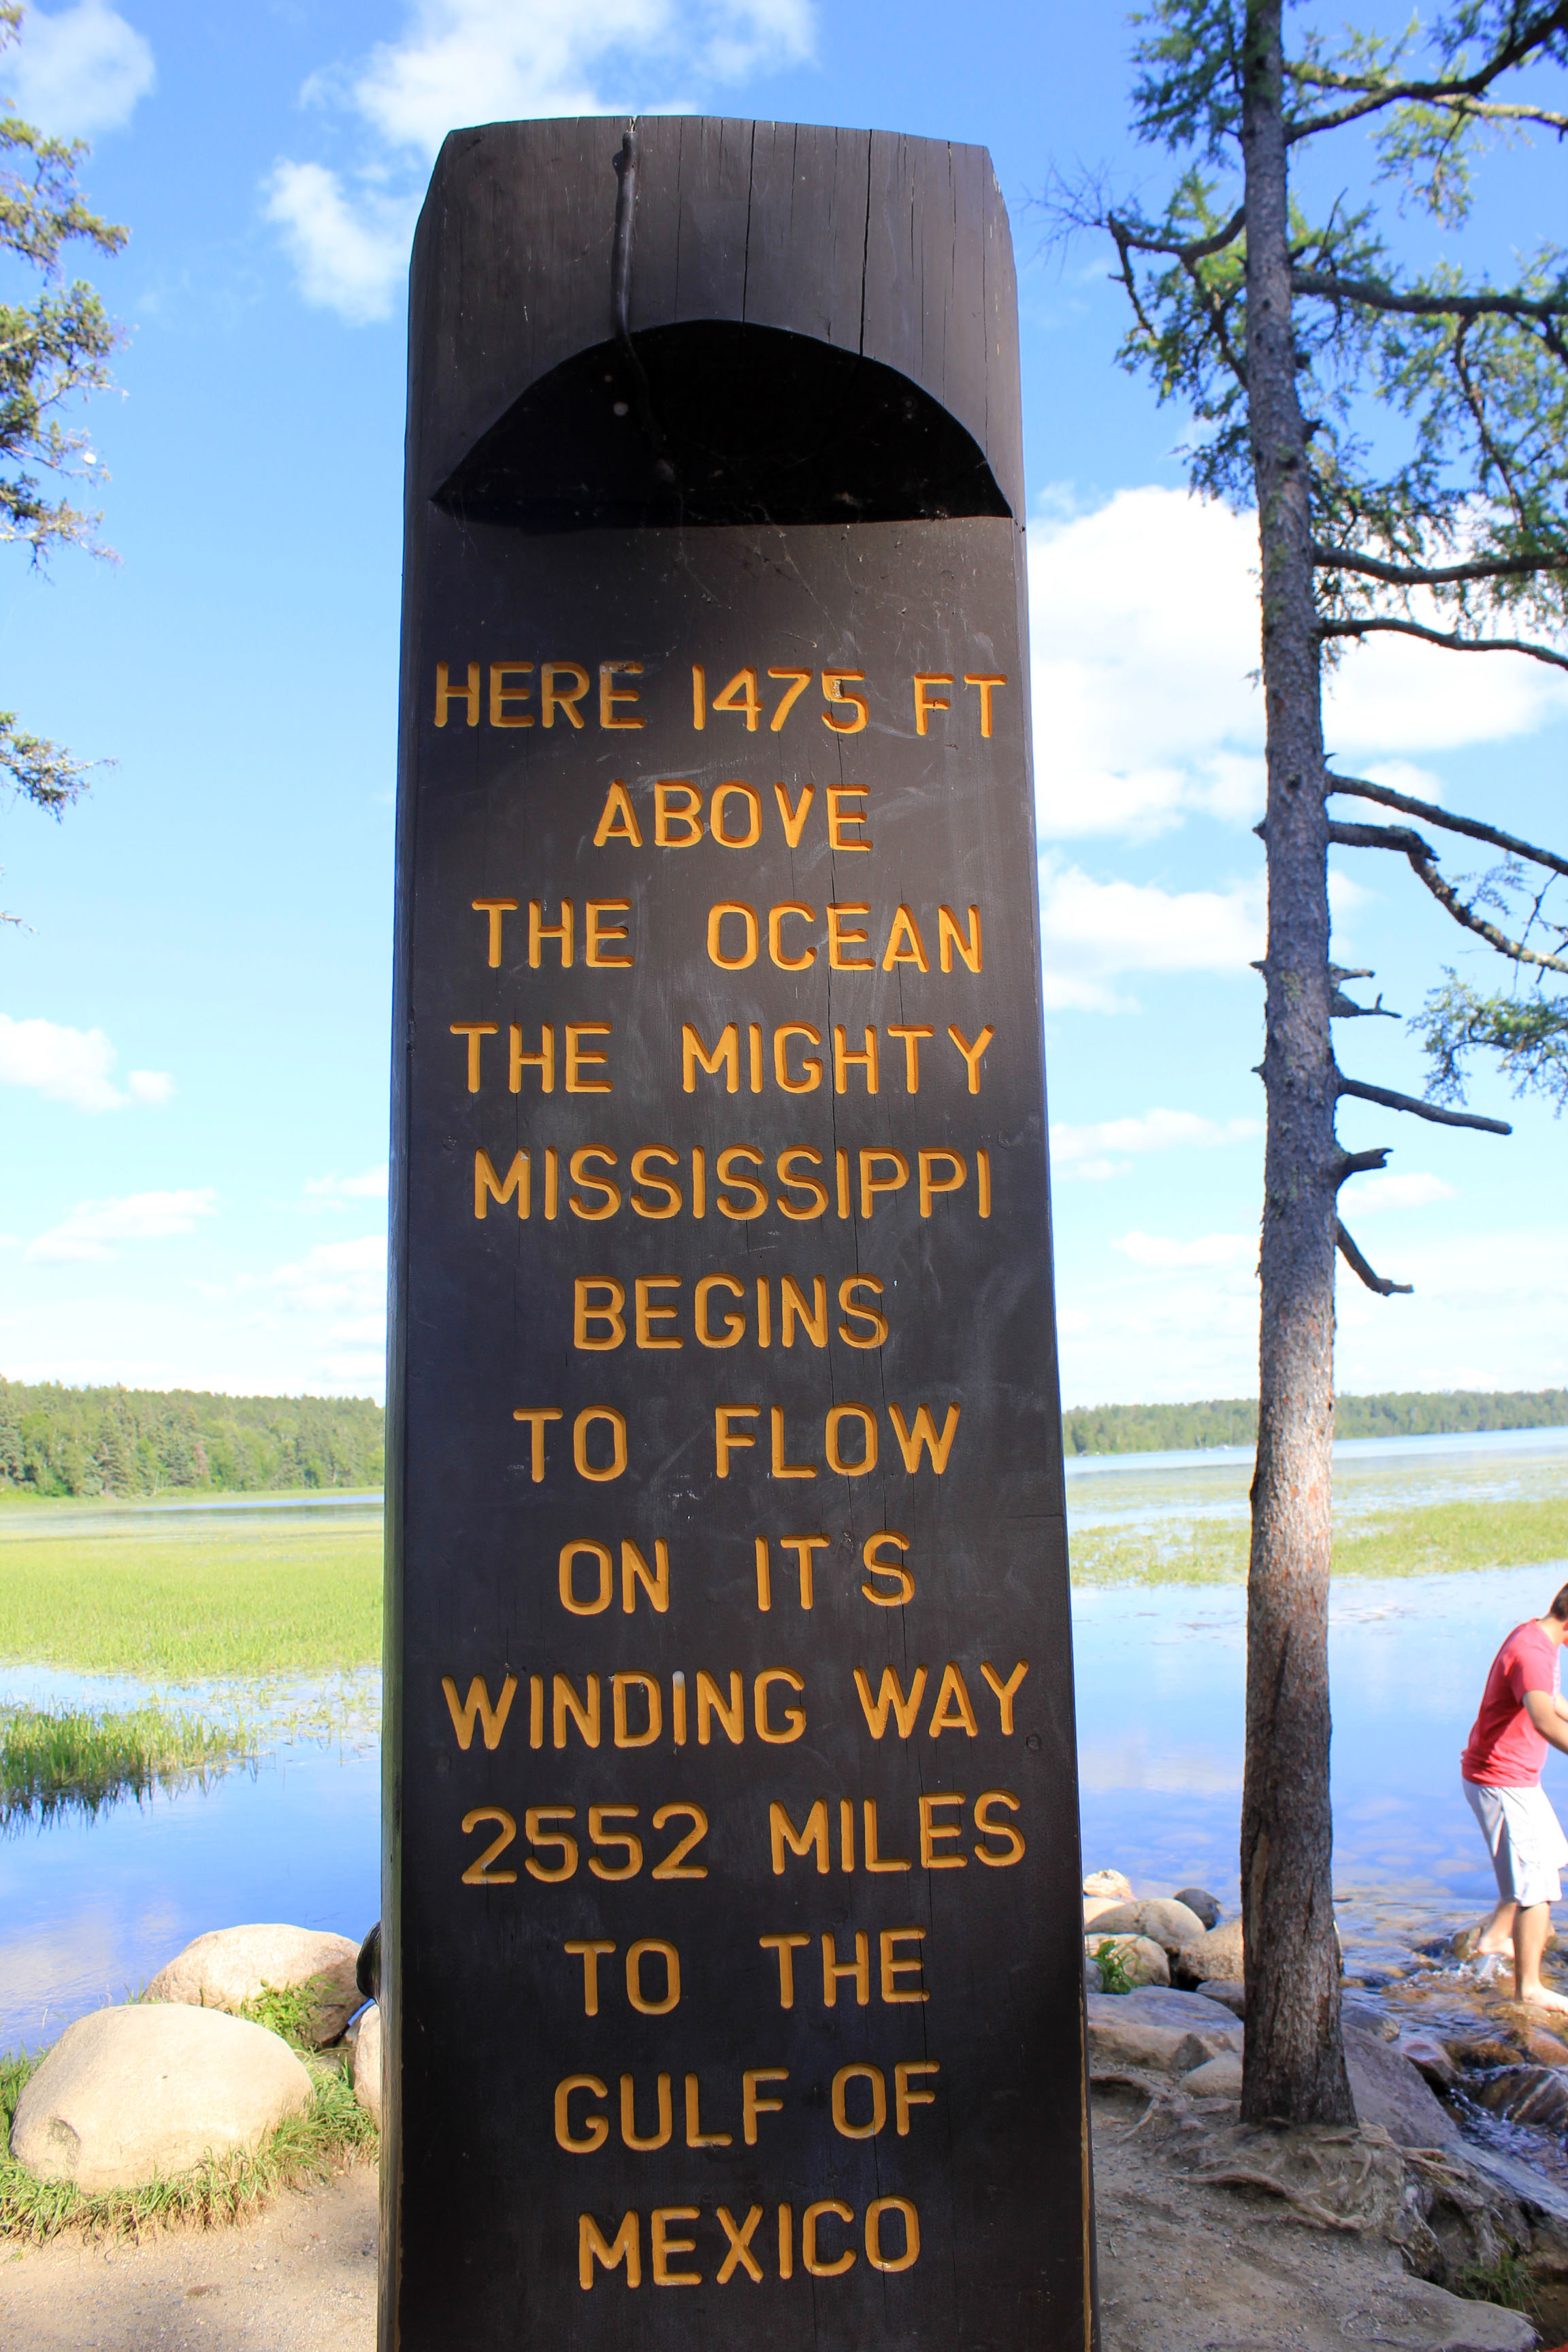 HERE 1475 FT
ABOVE
THE OCEAN
THE MIGHTY
MISSISSIPPI
BEGINS
TO FLOW
ON IT S
WINDING WAY
2552 MILES
TO THE
GULF OF
MEXICO